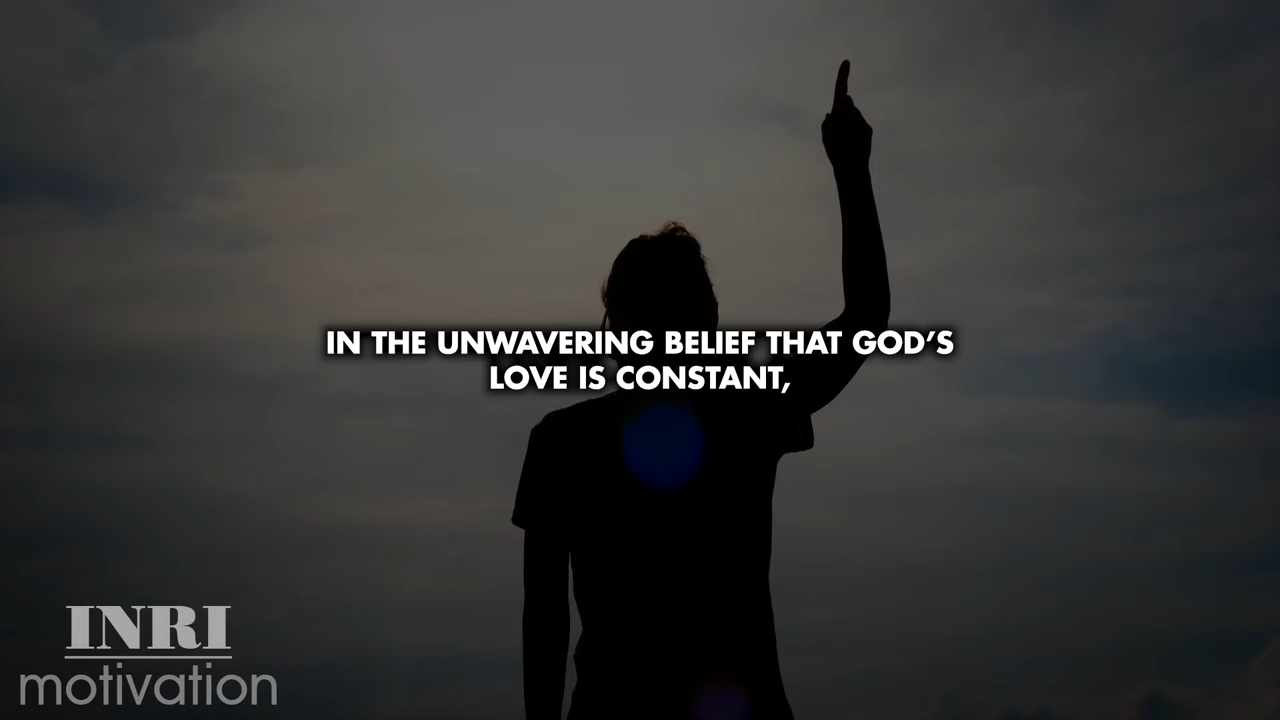 IN THE UNWAVERING BELIEF THAT GOD'S
LOVE IS CONSTANT,
INRI
motivation